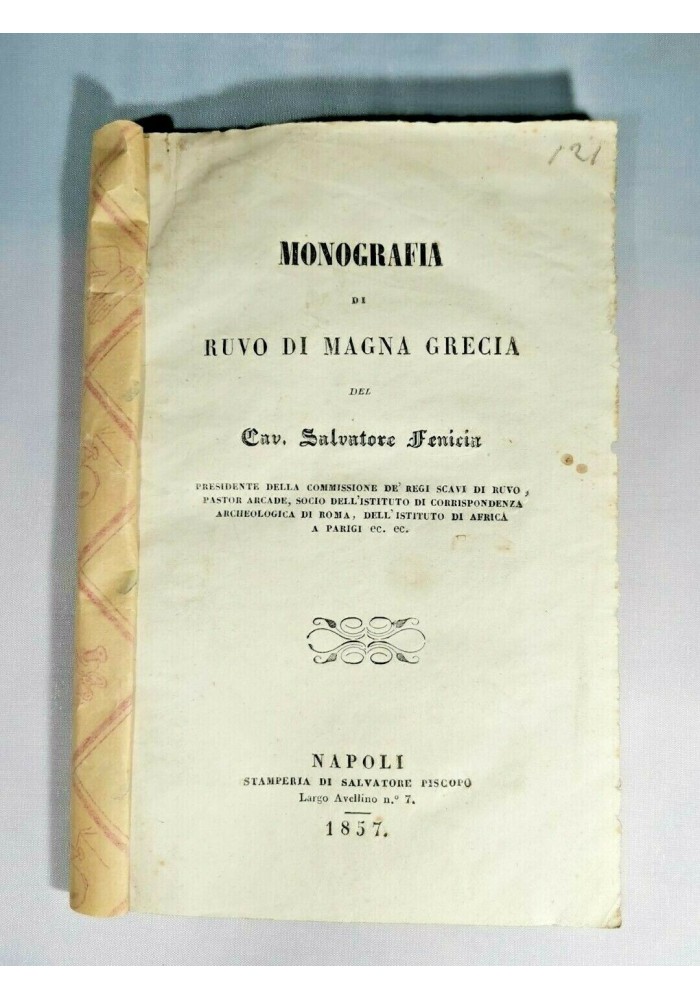 121
MONOGRAFIA
DI
RUVO DI MAGNA GRECIA
DEL
Cav. Salvatore Fenicia
PRESIDENTE DELLA COMMISSIONE DE' REGI SCAVI DI RUVO,
PASTOR ARCADE, SOCIO DELL'ISTITUTO DI CORRISPONDENZA
ARCHEOLOGICA DI ROMA, DELL'ISTITUTO DI AFRICA
A PARIGI ec. ec.
NAPOLI
STAMPERIA DI SALVATORE PISCOPO
Largo Avellino n.º 7.
1857.